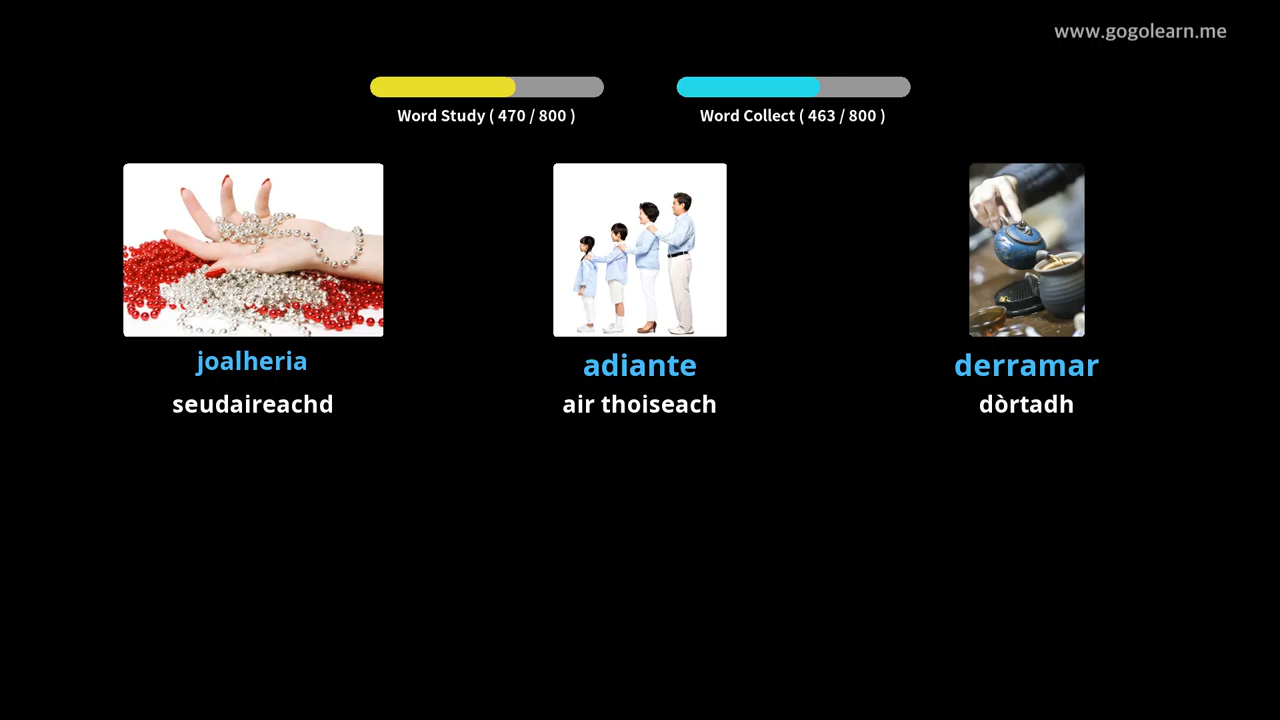 www.gogolearn.me
Word Study ( 470 / 800 )
Word Collect ( 463 / 800 )
joalheria
adiante
derramar
seudaireachd
air thoiseach
dòrtadh